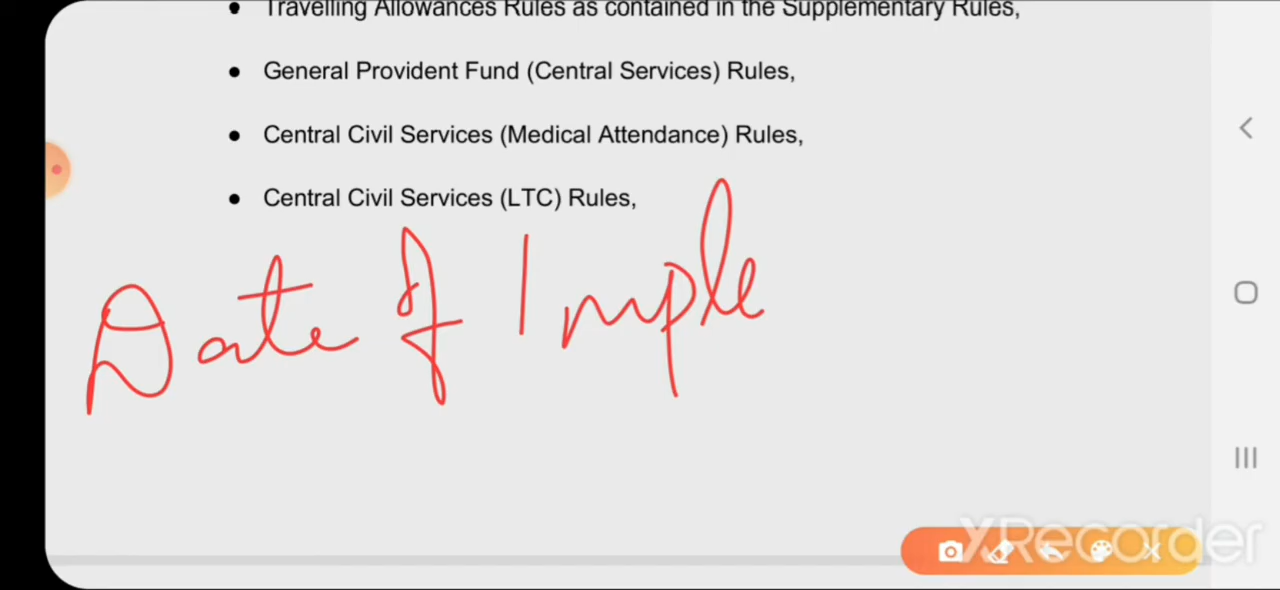 ● Travelling Allowances Rules as contained in the Supplementary Rules,
● General Provident Fund (Central Services) Rules,
● Central Civil Services (Medical Attendance) Rules,
● Central Civil Services (LTC) Rules,
Date of Imple
XRecorder